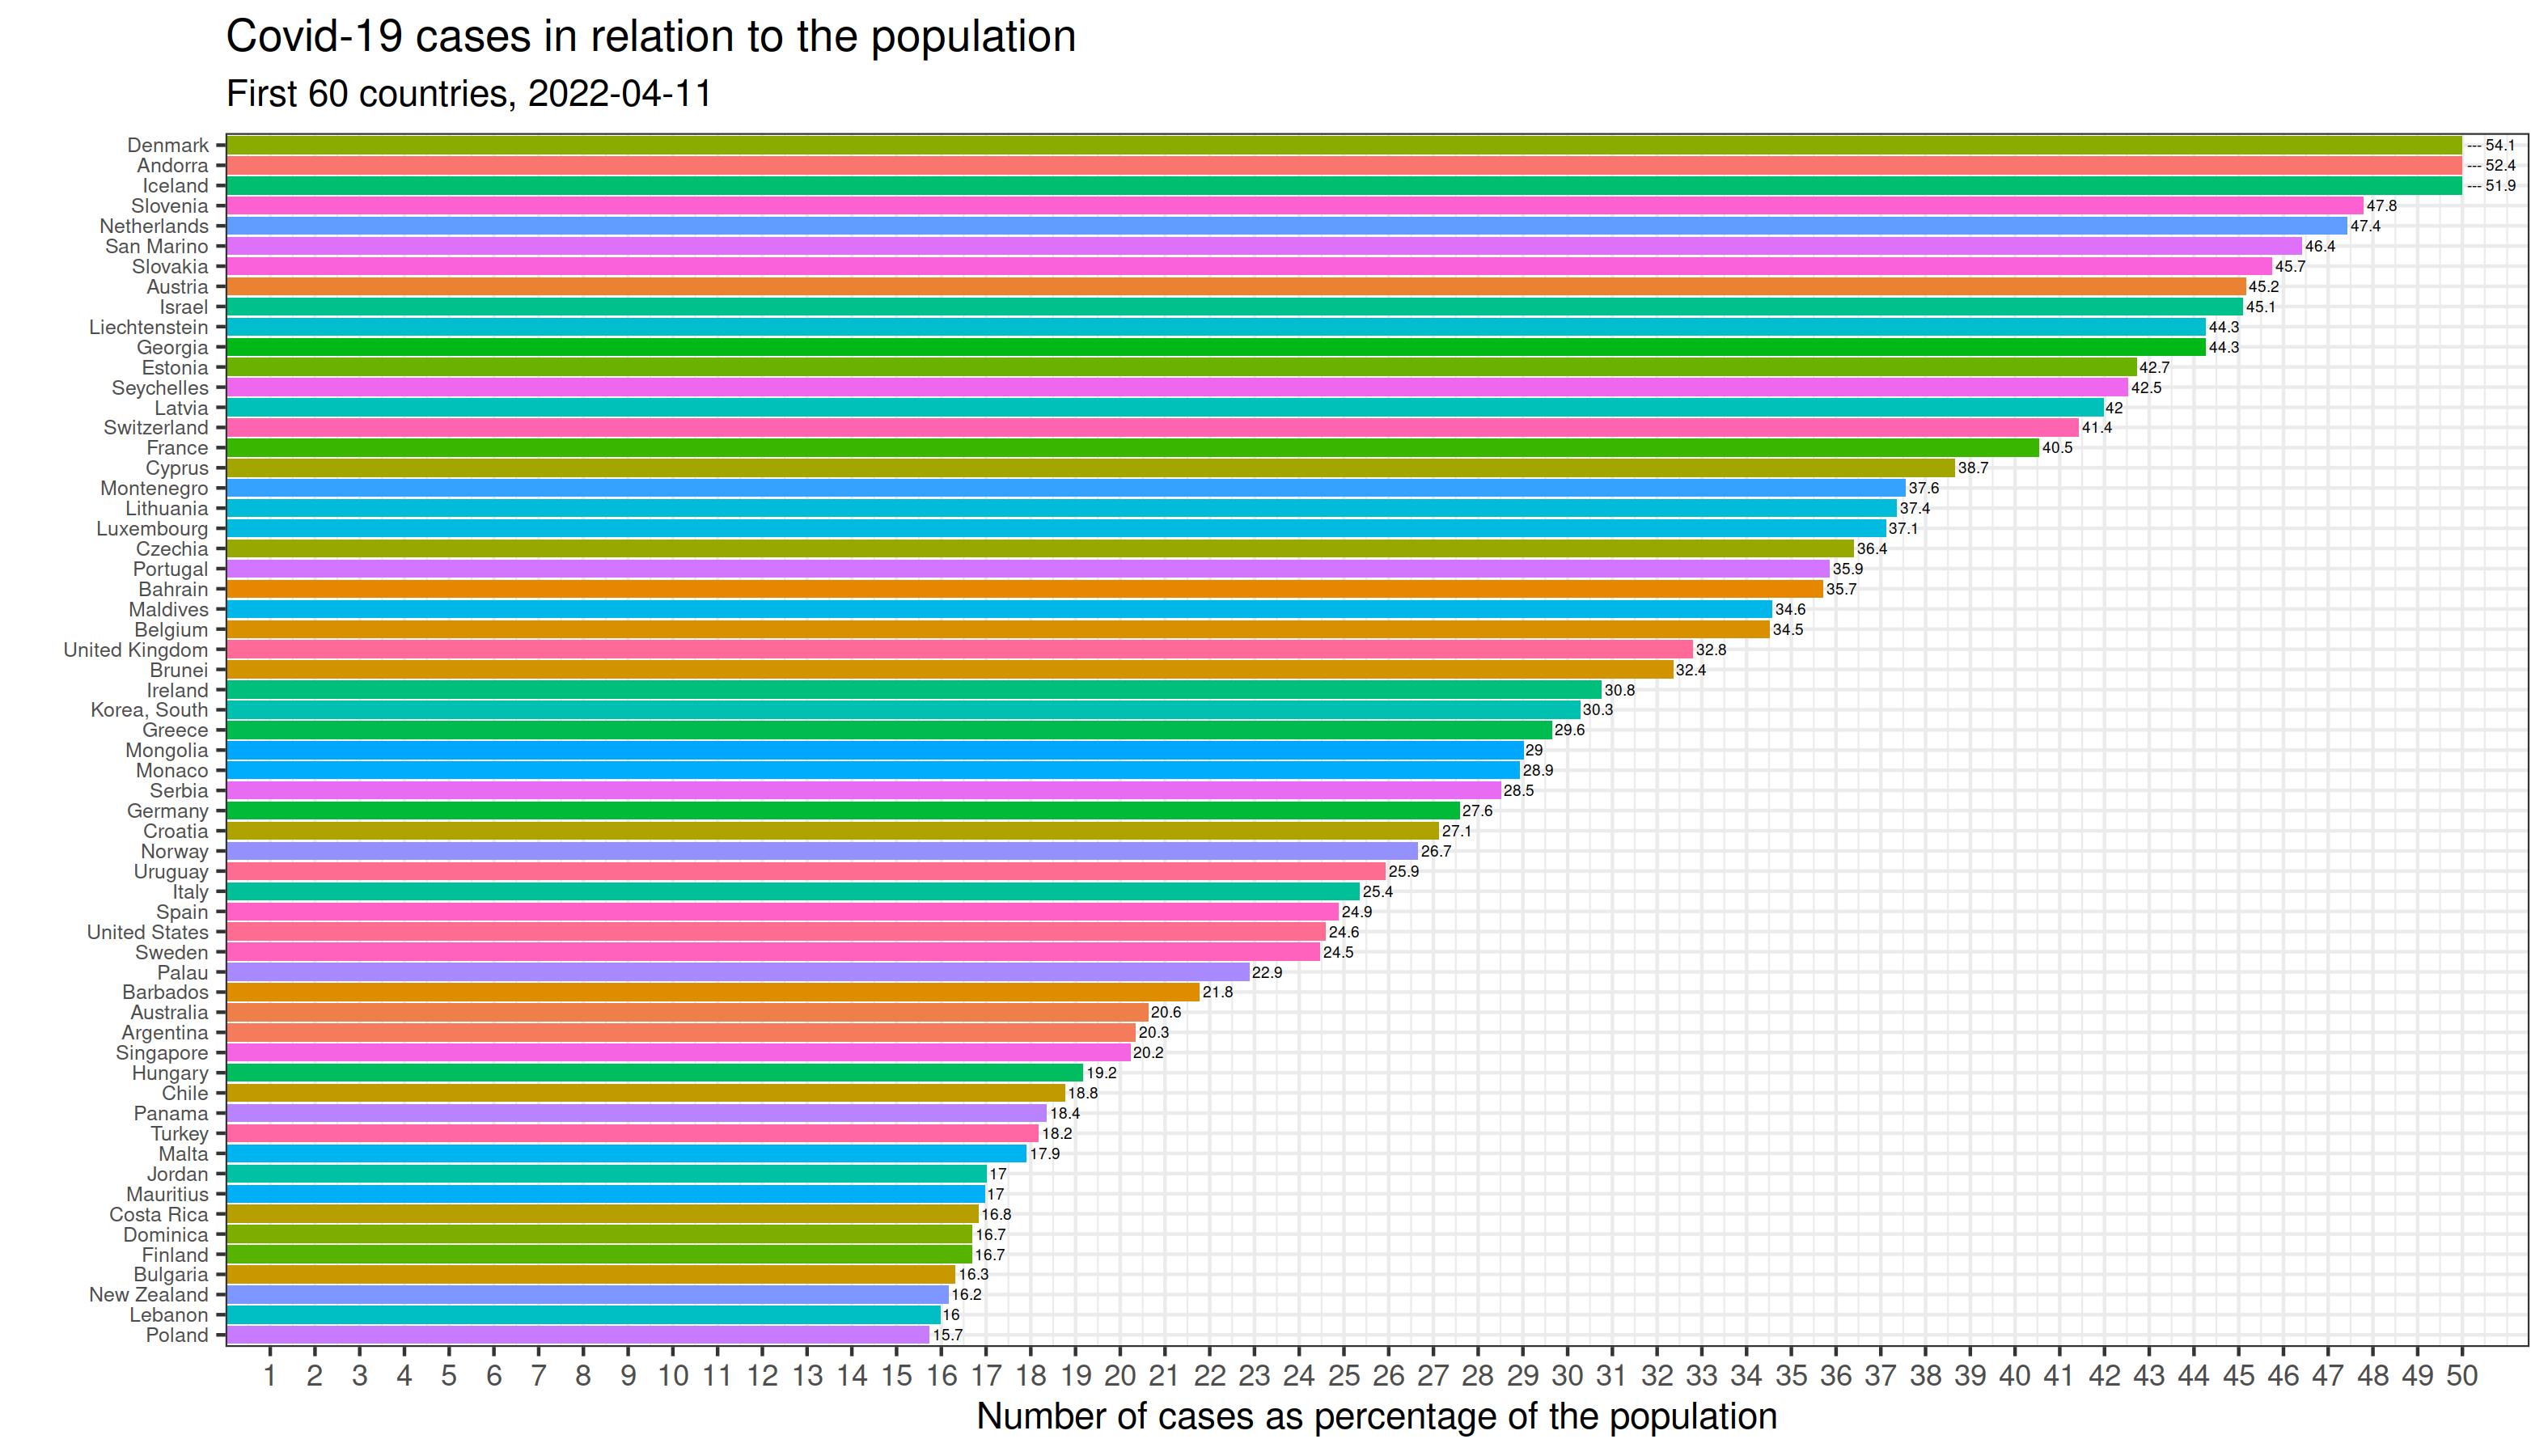 Covid-19 cases in relation to the population
First 60 countries, 2022-04-11
Denmark --- 54.1
Andorra --- 52.4
Iceland --- 51.9
Slovenia 47.8
Netherlands 47.4
San Marino 46.4
Slovakia 45.7
Austria 45.2
Israel 45.1
Liechtenstein 44.3
Georgia 44.3
Estonia 42.7
Seychelles 42.5
Latvia 42
Switzerland 41.4
France 40.5
Cyprus 38.7
Montenegro 37.6
Lithuania 37.4
Luxembourg 37.1
Czechia 36.4
Portugal 35.9
Bahrain 35.7
Maldives 34.6
Belgium 34.5
United Kingdom 32.8
Brunei 32.4
Ireland 30.8
Korea, South 30.3
Greece 29.6
Mongolia 29
Monaco 28.9
Serbia 28.5
Germany 27.6
Croatia 27.1
Norway 26.7
Uruguay 25.9
Italy 25.4
Spain 24.9
United States 24.6
Sweden 24.5
Palau 22.9
Barbados 21.8
Australia 20.6
Argentina 20.3
Singapore 20.2
Hungary 19.2
Chile 18.8
Panama 18.4
Turkey 18.2
Malta 17.9
Jordan 17
Mauritius 17
Costa Rica 16.8
Dominica 16.7
Finland 16.7
Bulgaria 16.3
New Zealand 16.2
Lebanon 16
Poland 15.7
1 2 3 4 5 6 7 8 9 10 11 12 13 14 15 16 17 18 19 20 21 22 23 24 25 26 27 28 29 30 31 32 33 34 35 36 37 38 39 40 41 42 43 44 45 46 47 48 49 50
Number of cases as percentage of the population